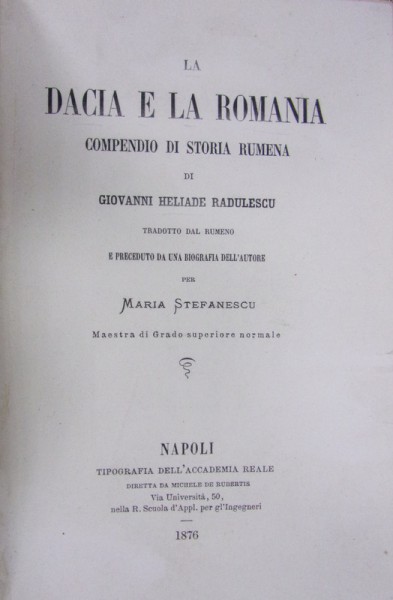 LA
DACIA E LA ROMANIA
COMPENDIO DI STORIA RUMENA
DI
GIOVANNI HELIADE RADULESCU
TRADOTTO DAL RUMENO
E PRECEDUTO DA UNA BIOGRAFIA DELL'AUTORE
PER
MARIA STEFANESCU
Maestra di Grado superiore normale
NAPOLI
TIPOGRAFIA DELL'ACCADEMIA REALE
DIRETTA DA MICHELE DE RUBERTIS
Via Università, 50,
nella R. Scuola d'Appl. per gl'Ingegneri
1876